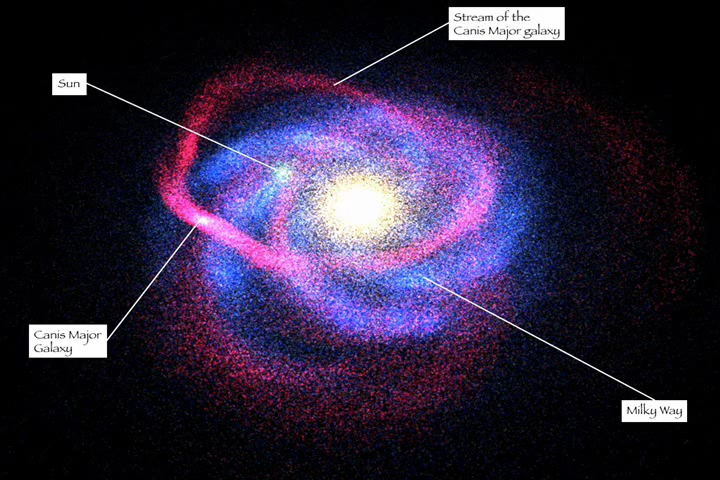 Stream of the
Canis Major galaxy
Sun
Canis Major
Galaxy
Milky Way